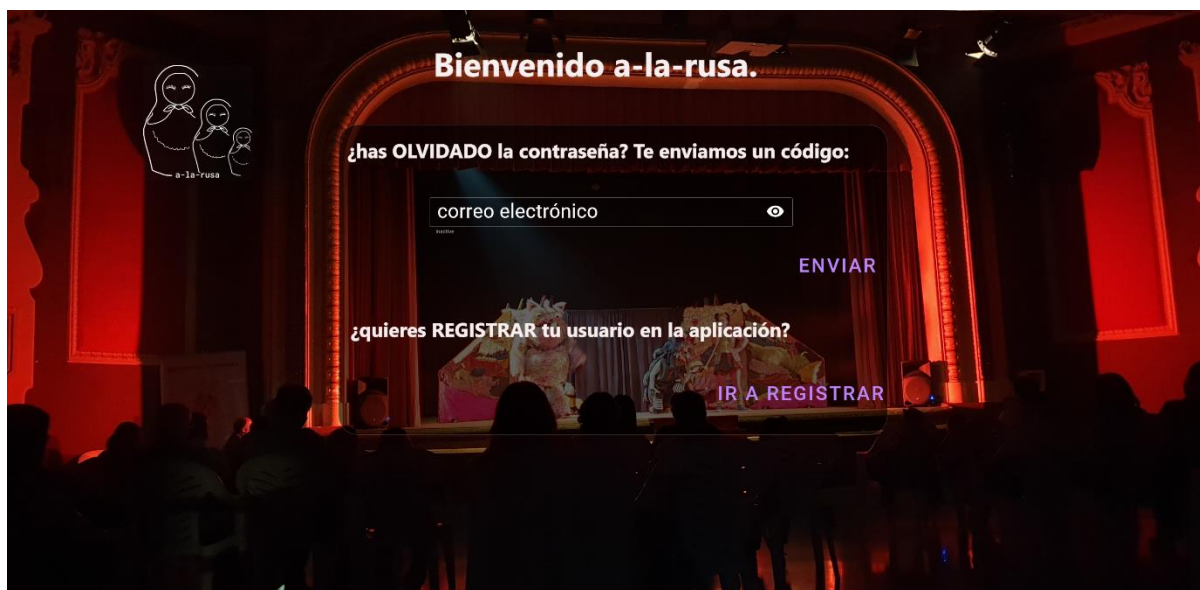 Bienvenido a-la-rusa.
a-la-rusa
¿has OLVIDADO la contraseña? Te enviamos un código:
correo electrónico
ENVIAR
¿quieres REGISTRAR tu usuario en la aplicación?
IR A REGISTRAR